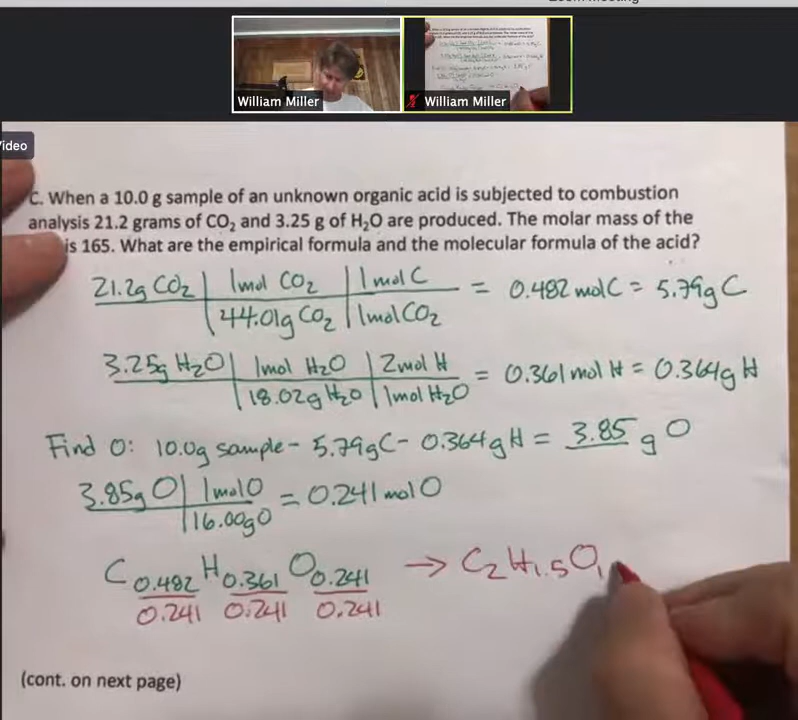 Zoom Meeting
William Miller
William Miller
Video
C. When a 10.0 g sample of an unknown organic acid is subjected to combustion
analysis 21.2 grams of CO₂ and 3.25 g of H₂O are produced. The molar mass of the
is 165. What are the empirical formula and the molecular formula of the acid?
21.2g CO₂ | 1mol CO₂ | 1mol C = 0.482 mol C = 5.79g C
44.01g CO₂ | 1mol CO₂
3.25g H₂O | 1mol H₂O | 2mol H = 0.361 mol H = 0.364g H
18.02g H₂O | 1mol H₂O
Find O: 10.0g sample - 5.79g C - 0.364g H = 3.85 g O
3.85g O | 1mol O = 0.241 mol O
16.00g O
C0.482 H0.361 O0.241 → C₂H1.5O₁
0.241 0.241 0.241
(cont. on next page)